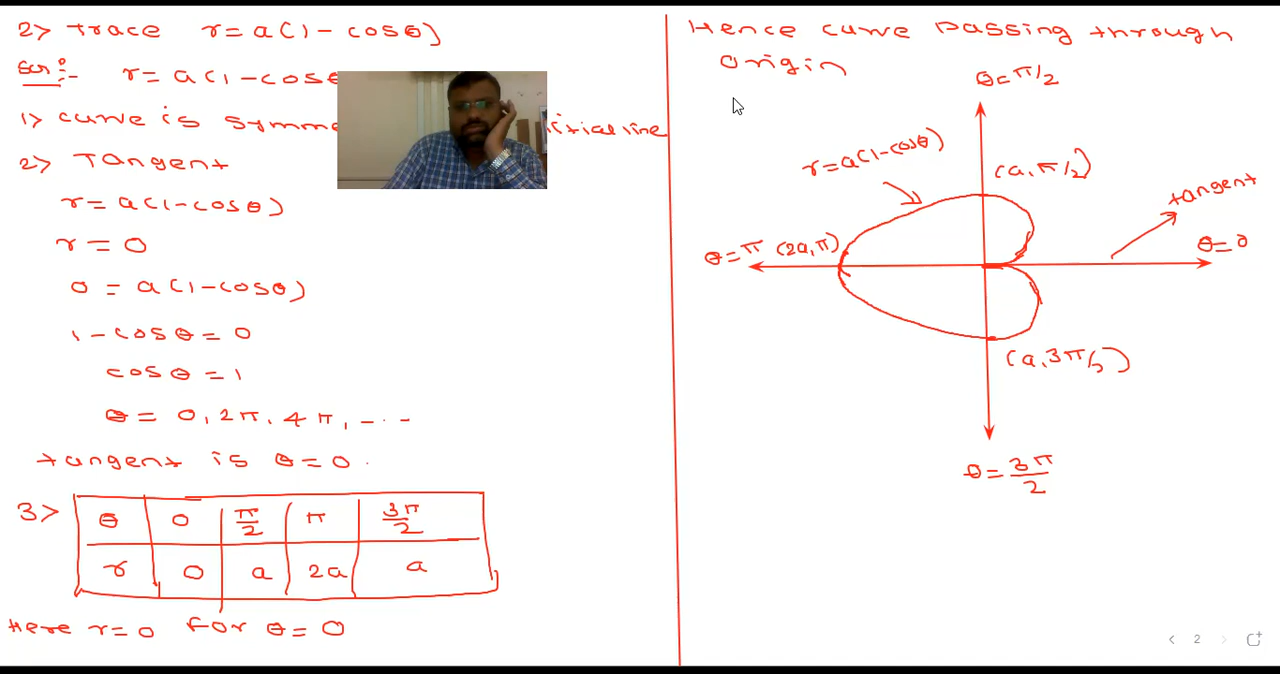 2> Trace r = a(1 - cosθ)
Soln :- r = a(1 - cosθ
1> curve is symme itial line
2> Tangent
r = a(1 - cosθ)
r = 0
0 = a(1 - cosθ)
1 - cosθ = 0
cosθ = 1
θ = 0, 2π, 4π, - - -
tangent is θ = 0.
3>
θ 0 π/2 π 3π/2
r 0 a 2a a
Here r = 0 for θ = 0
Hence curve passing through
origin
θ = π/2
r = a(1 - cosθ)
(a, π/2)
tangent
θ = π (2a, π)
θ = 0
(a, 3π/2)
θ = 3π/2
2